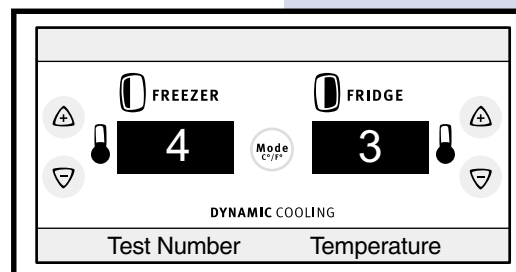 FREEZER FRIDGE
4 3
Mode
C°/F°
DYNAMIC COOLING
Test Number Temperature